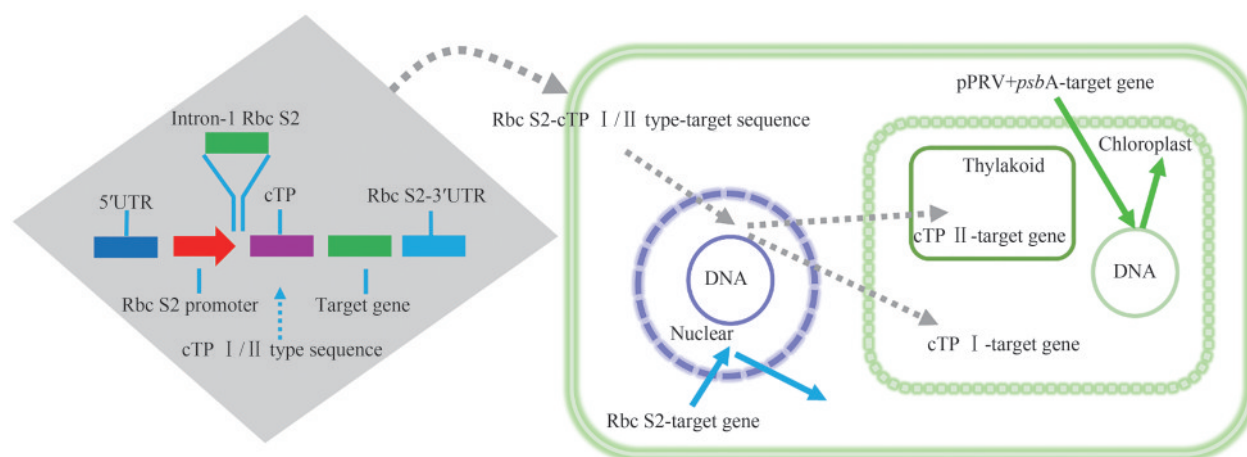 Intron-1 Rbc S2
5′UTR
cTP
Rbc S2-3′UTR
Rbc S2 promoter
Target gene
cTP Ⅰ/Ⅱ type sequence
Rbc S2-cTP Ⅰ/Ⅱ type-target sequence
pPRV+psbA-target gene
Chloroplast
Thylakoid
cTP Ⅱ-target gene
DNA
DNA
Nuclear
cTP Ⅰ-target gene
Rbc S2-target gene